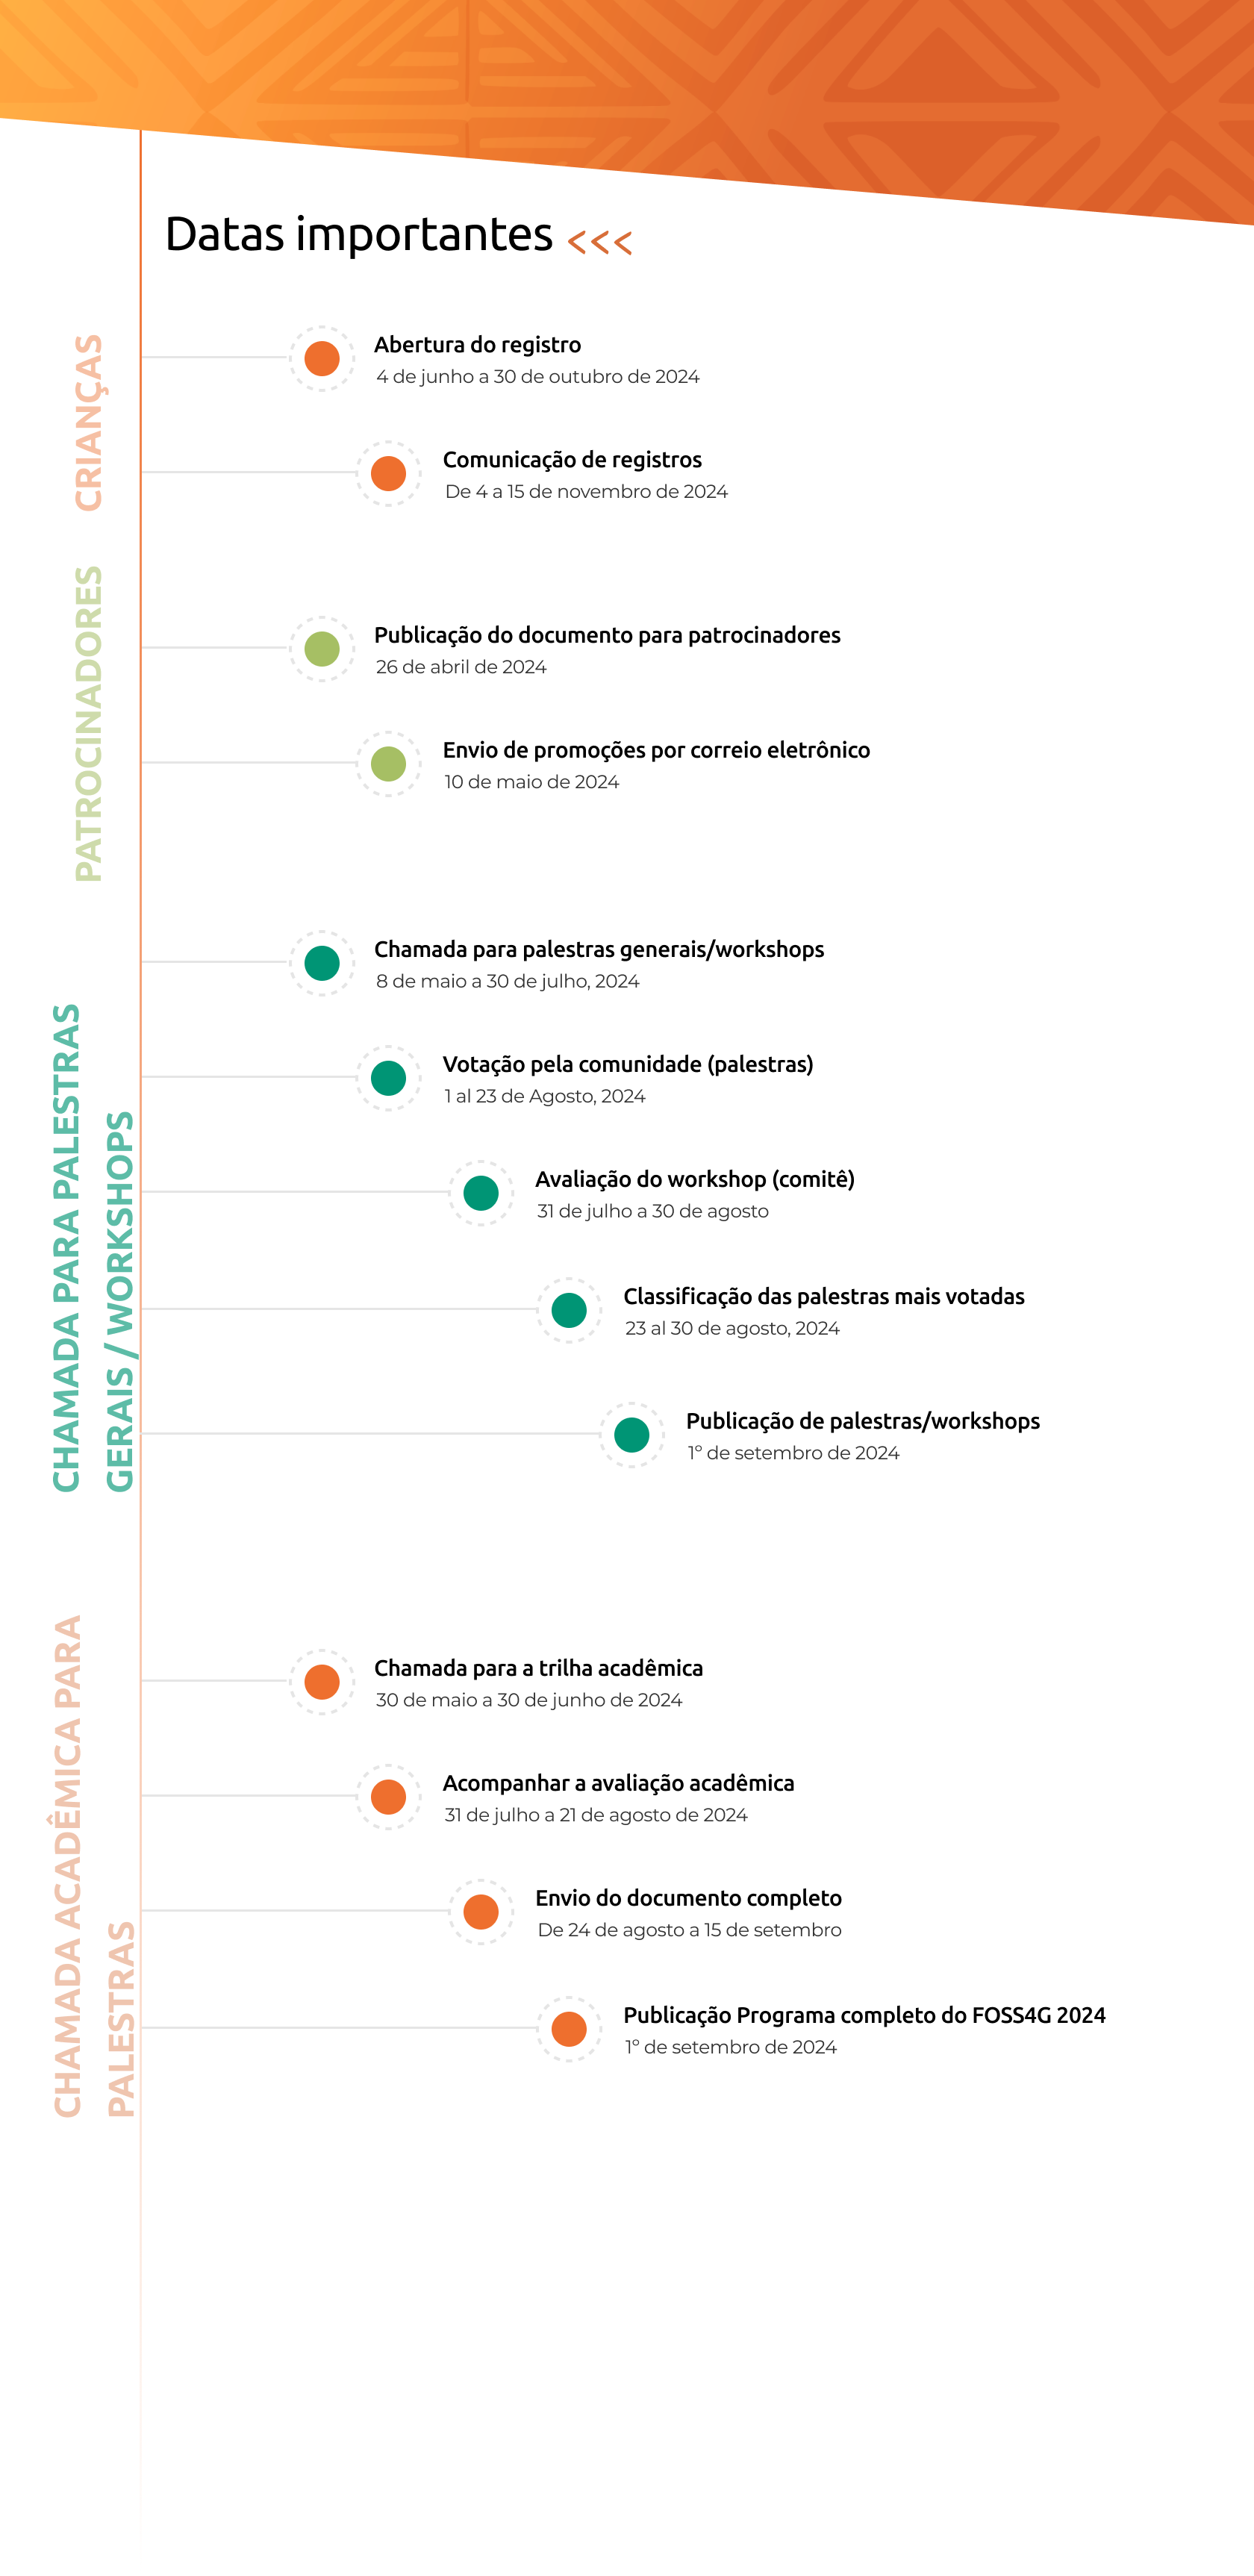 Datas importantes <<<
CRIANÇAS
Abertura do registro
4 de junho a 30 de outubro de 2024
Comunicação de registros
De 4 a 15 de novembro de 2024
PATROCINADORES
Publicação do documento para patrocinadores
26 de abril de 2024
Envio de promoções por correio eletrônico
10 de maio de 2024
CHAMADA PARA PALESTRAS
GERAIS / WORKSHOPS
Chamada para palestras generais/workshops
8 de maio a 30 de julho, 2024
Votação pela comunidade (palestras)
1 al 23 de Agosto, 2024
Avaliação do workshop (comitê)
31 de julho a 30 de agosto
Classificação das palestras mais votadas
23 al 30 de agosto, 2024
Publicação de palestras/workshops
1º de setembro de 2024
CHAMADA ACADÊMICA PARA
PALESTRAS
Chamada para a trilha acadêmica
30 de maio a 30 de junho de 2024
Acompanhar a avaliação acadêmica
31 de julho a 21 de agosto de 2024
Envio do documento completo
De 24 de agosto a 15 de setembro
Publicação Programa completo do FOSS4G 2024
1º de setembro de 2024